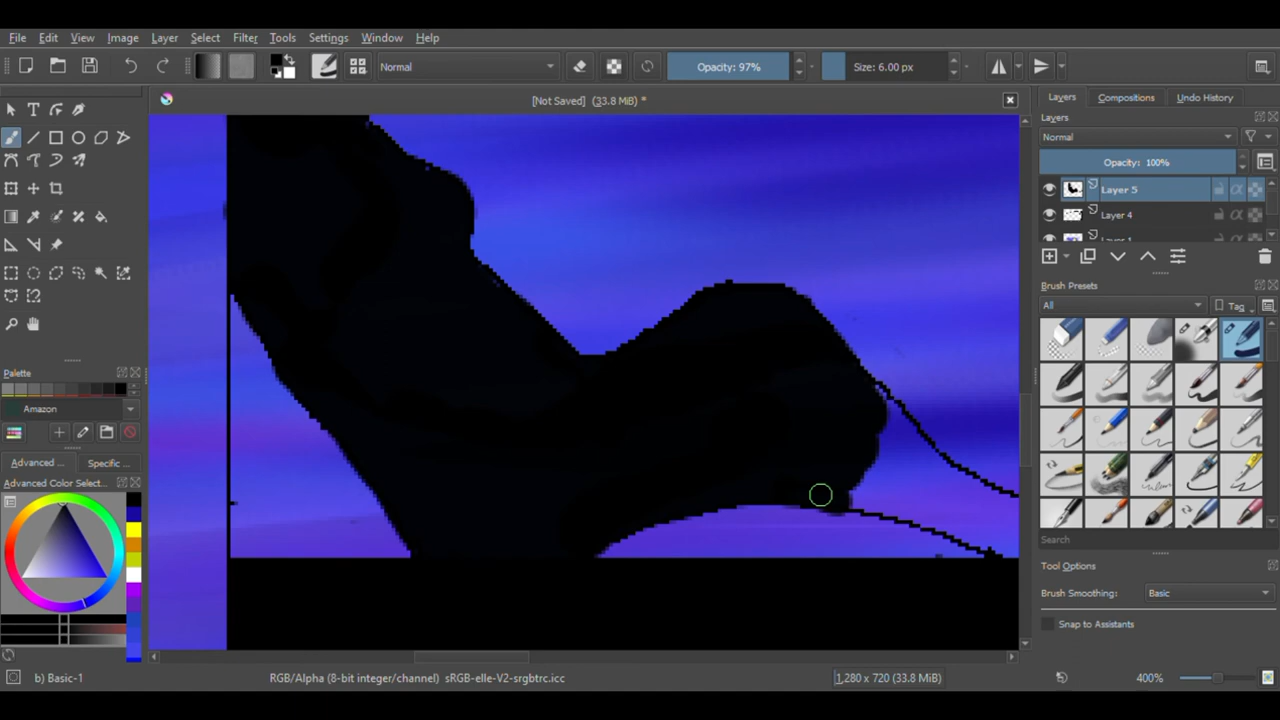 File Edit View Image Layer Select Filter Tools Settings Window Help
Normal
Opacity: 97%
Size: 6.00 px
[Not Saved] (33.8 MiB) *
Layers Compositions Undo History
Layers
Normal
Opacity: 100%
Layer 5
Layer 4
Brush Presets
All
Tag
Palette
Amazon
Advanced ... Specific ...
Advanced Color Selec...
Search
Tool Options
Brush Smoothing: Basic
Snap to Assistants
b) Basic-1
RGB/Alpha (8-bit integer/channel) sRGB-elle-V2-srgbtrc.icc
1,280 x 720 (33.8 MiB)
400%